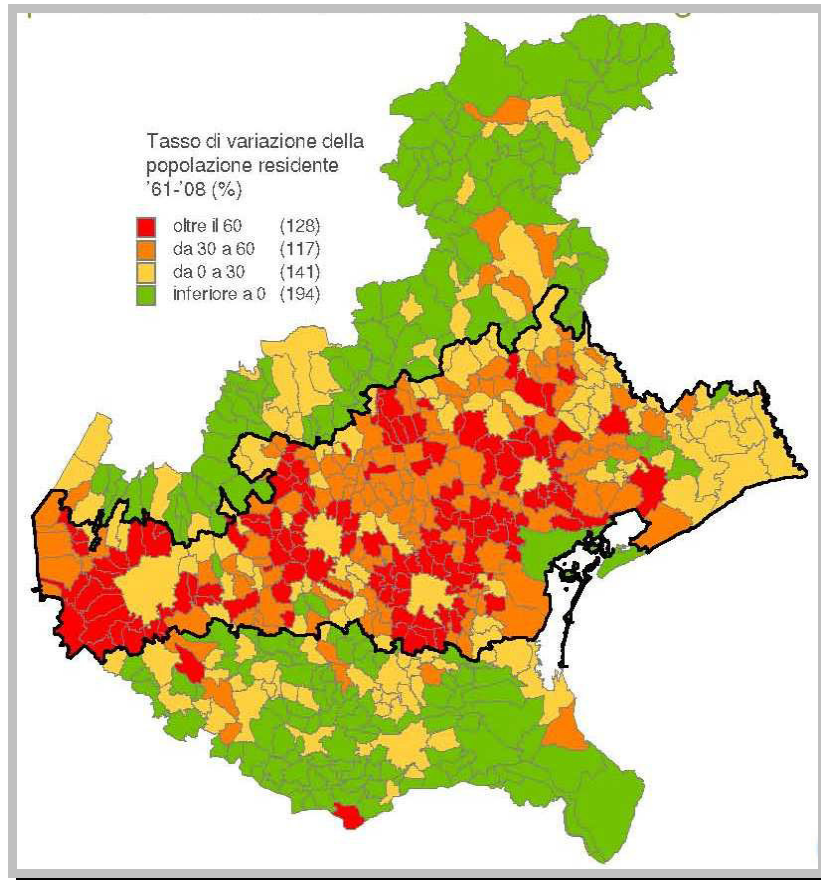 Tasso di variazione della
popolazione residente
'61-'08 (%)
oltre il 60 (128)
da 30 a 60 (117)
da 0 a 30 (141)
inferiore a 0 (194)